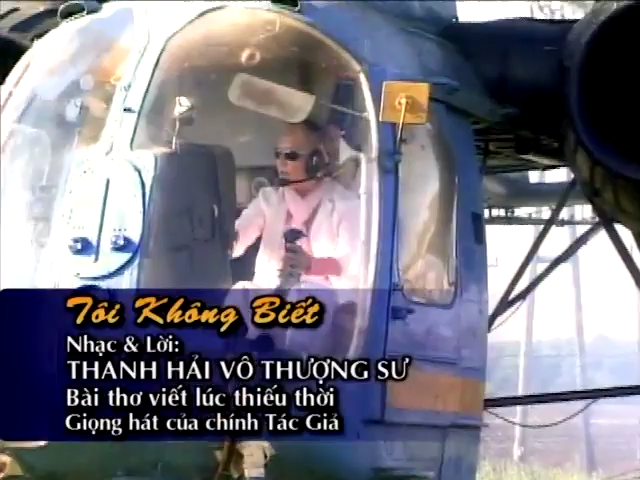 Tôi Không Biết
Nhạc & Lời:
THANH HẢI VÔ THƯỢNG SƯ
Bài thơ viết lúc thiếu thời
Giọng hát của chính Tác Giả